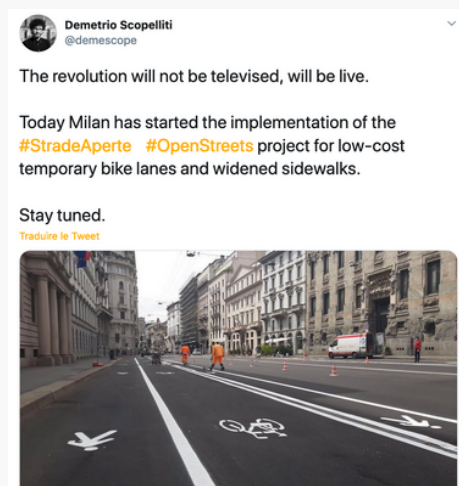 Demetrio Scopelliti
@demescope
The revolution will not be televised, will be live.
Today Milan has started the implementation of the
#StradeAperte #OpenStreets project for low-cost
temporary bike lanes and widened sidewalks.
Stay tuned.
Traduire le Tweet